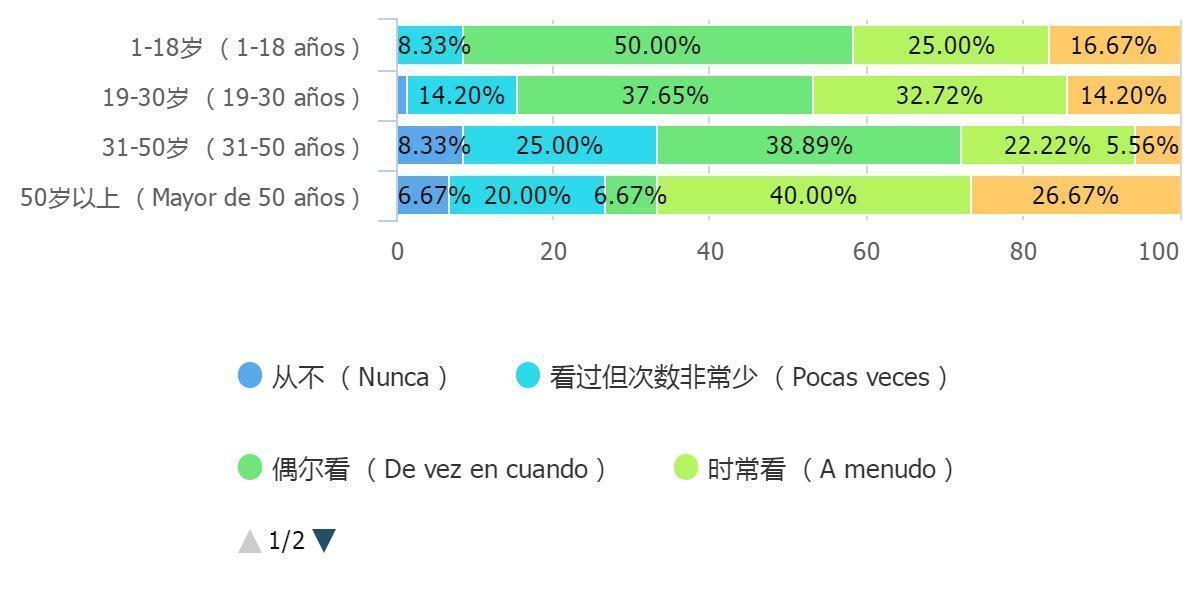 1-18岁（1-18 años） 8.33% 50.00% 25.00% 16.67%
19-30岁（19-30 años） 14.20% 37.65% 32.72% 14.20%
31-50岁（31-50 años） 8.33% 25.00% 38.89% 22.22% 5.56%
50岁以上（Mayor de 50 años） 6.67% 20.00% 6.67% 40.00% 26.67%
0 20 40 60 80 100
从不（Nunca） 看过但次数非常少（Pocas veces）
偶尔看（De vez en cuando） 时常看（A menudo）
1/2